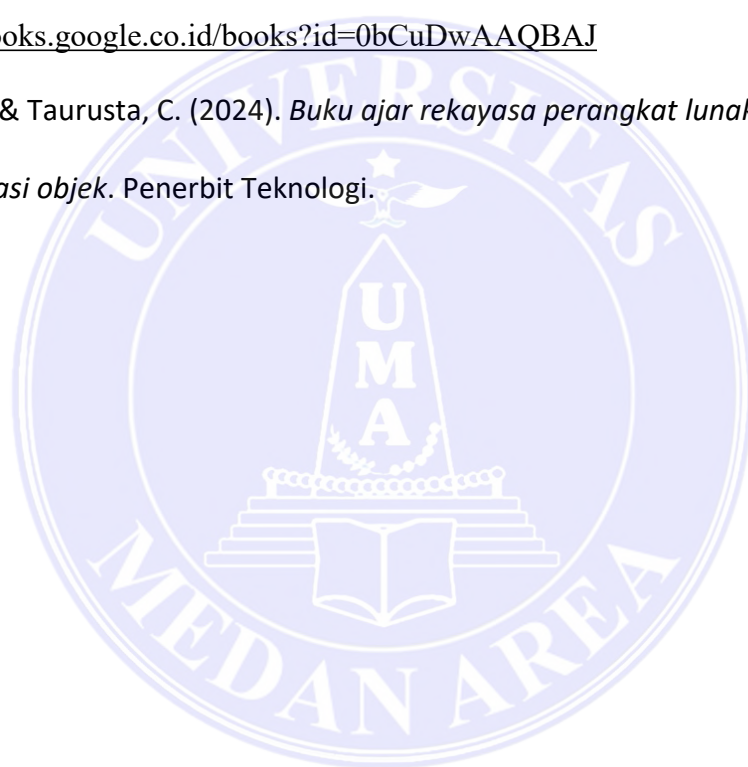 ooks.google.co.id/books?id=0bCuDwAAQBAJ
& Taurusta, C. (2024). Buku ajar rekayasa perangkat lunak
asi objek. Penerbit Teknologi.
UNIVERSITAS
U
M
A
MEDAN AREA